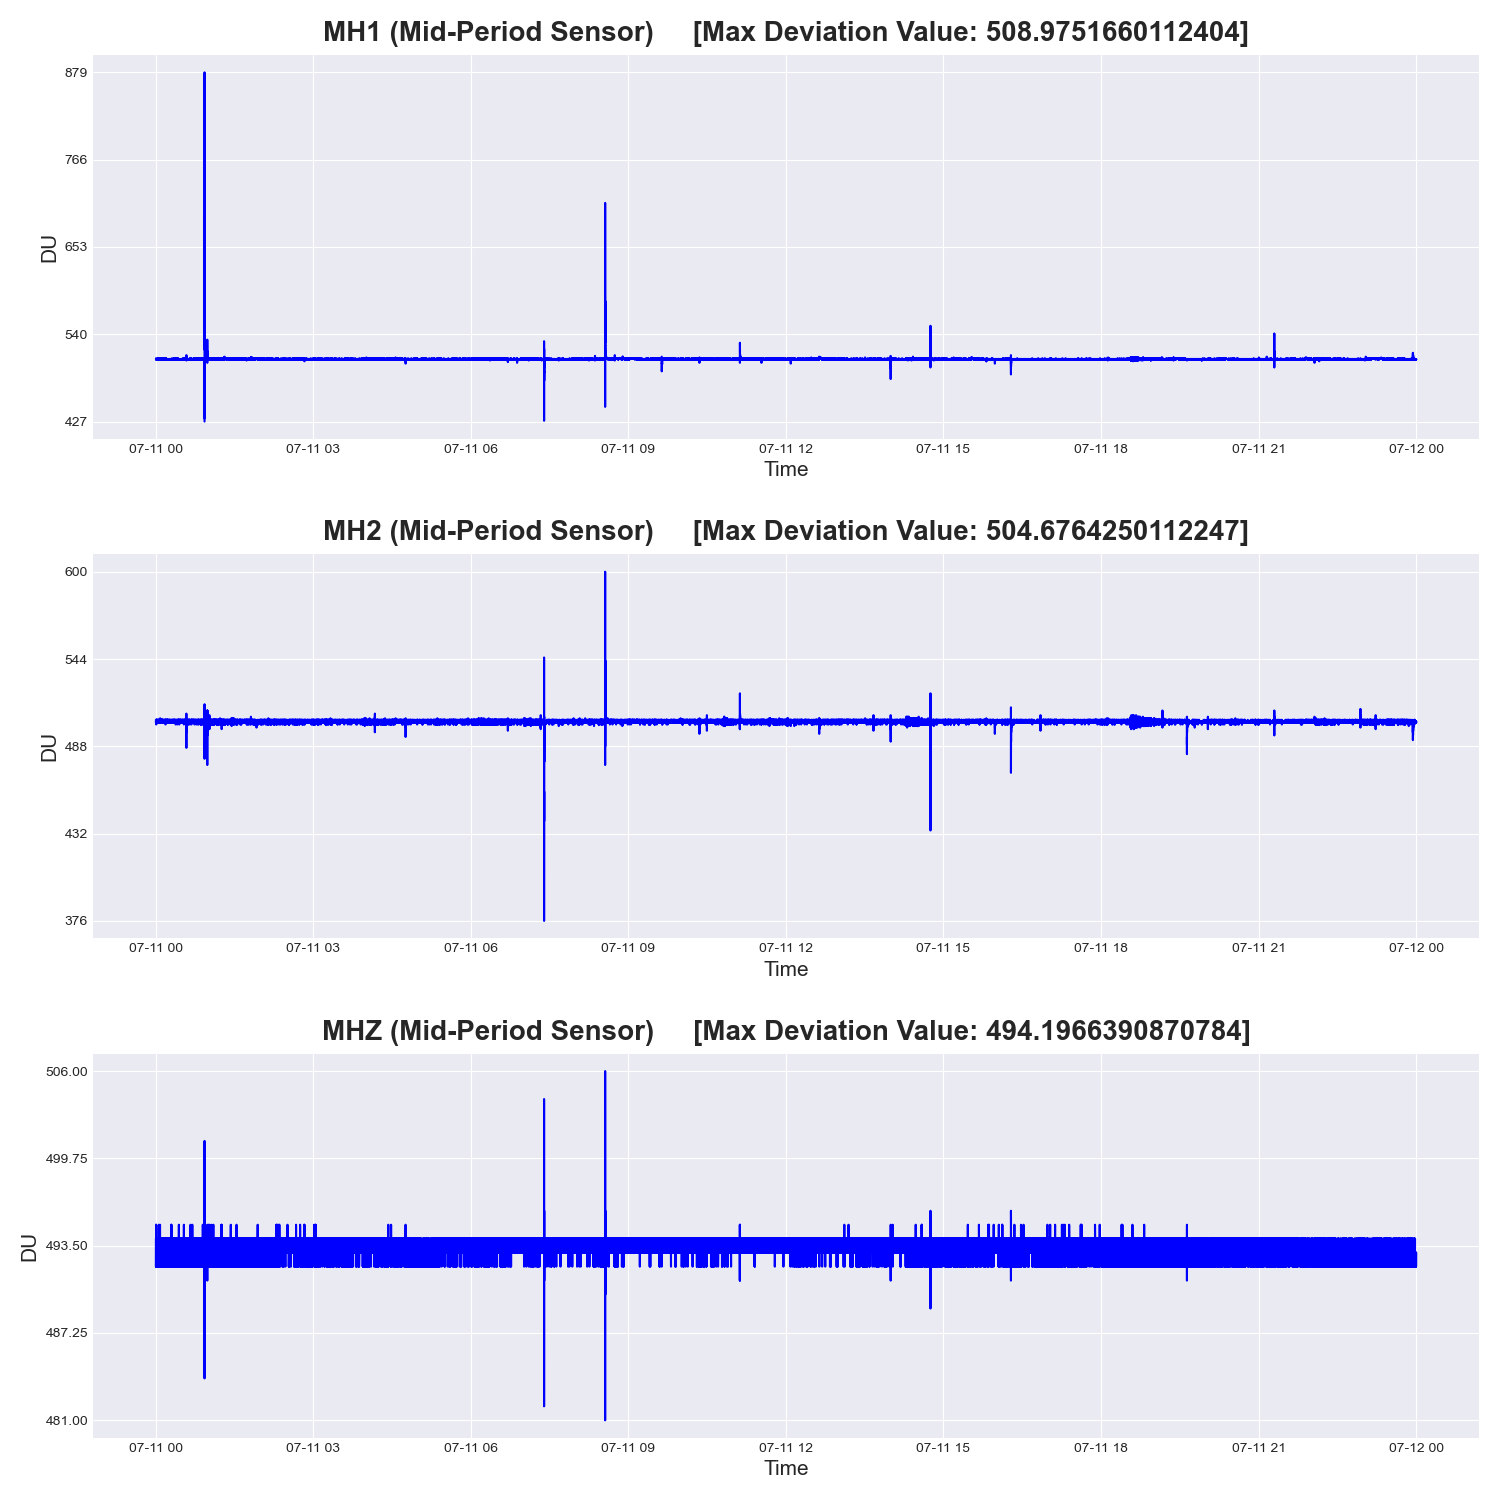 MH1 (Mid-Period Sensor)     [Max Deviation Value: 508.9751660112404]
879
766
653
540
427
DU
07-11 00 07-11 03 07-11 06 07-11 09 07-11 12 07-11 15 07-11 18 07-11 21 07-12 00
Time
MH2 (Mid-Period Sensor)     [Max Deviation Value: 504.6764250112247]
600
544
488
432
376
DU
07-11 00 07-11 03 07-11 06 07-11 09 07-11 12 07-11 15 07-11 18 07-11 21 07-12 00
Time
MHZ (Mid-Period Sensor)     [Max Deviation Value: 494.1966390870784]
506.00
499.75
493.50
487.25
481.00
DU
07-11 00 07-11 03 07-11 06 07-11 09 07-11 12 07-11 15 07-11 18 07-11 21 07-12 00
Time